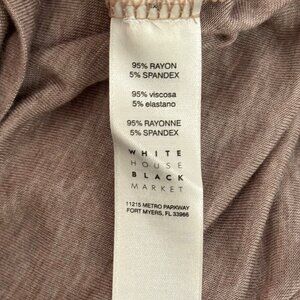 95% RAYON
5% SPANDEX
95% viscosa
5% elastano
95% RAYONNE
5% SPANDEX
WHITE
HOUSE
BLACK
MARKET
11215 METRO PARKWAY
FORT MYERS, FL 33966